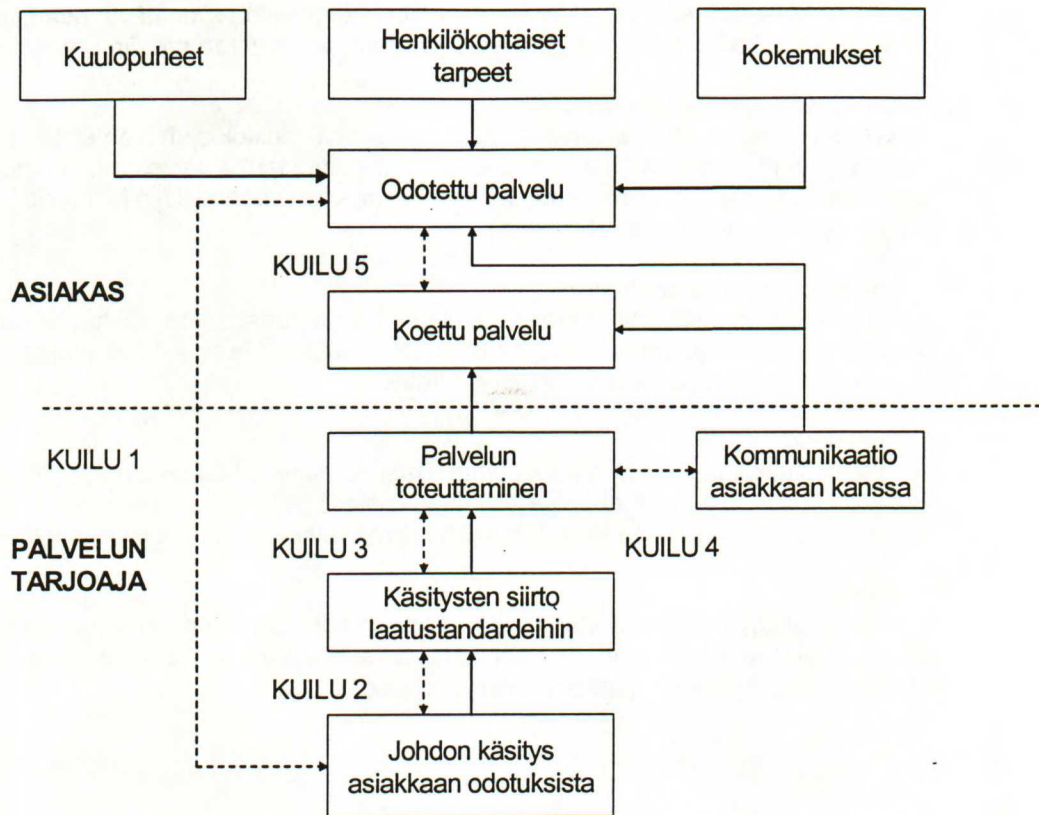 Kuulopuheet
Henkilökohtaiset
tarpeet
Kokemukset
Odotettu palvelu
KUILU 5
ASIAKAS
Koettu palvelu
KUILU 1
Palvelun
toteuttaminen
Kommunikaatio
asiakkaan kanssa
KUILU 3
KUILU 4
PALVELUN
TARJOAJA
Käsitysten siirto
laatustandardeihin
KUILU 2
Johdon käsitys
asiakkaan odotuksista